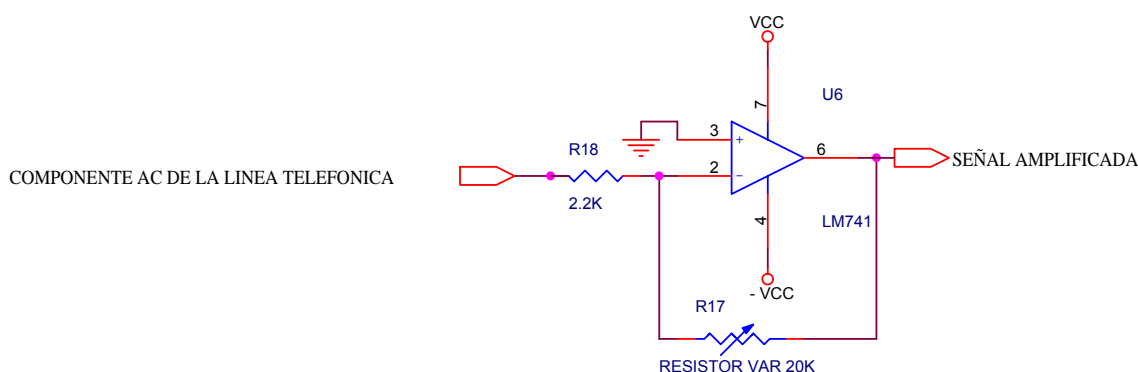 VCC
U6
7
3
+
R18
6
SEÑAL AMPLIFICADA
COMPONENTE AC DE LA LINEA TELEFONICA
2
-
2.2K
4
LM741
- VCC
R17
RESISTOR VAR 20K